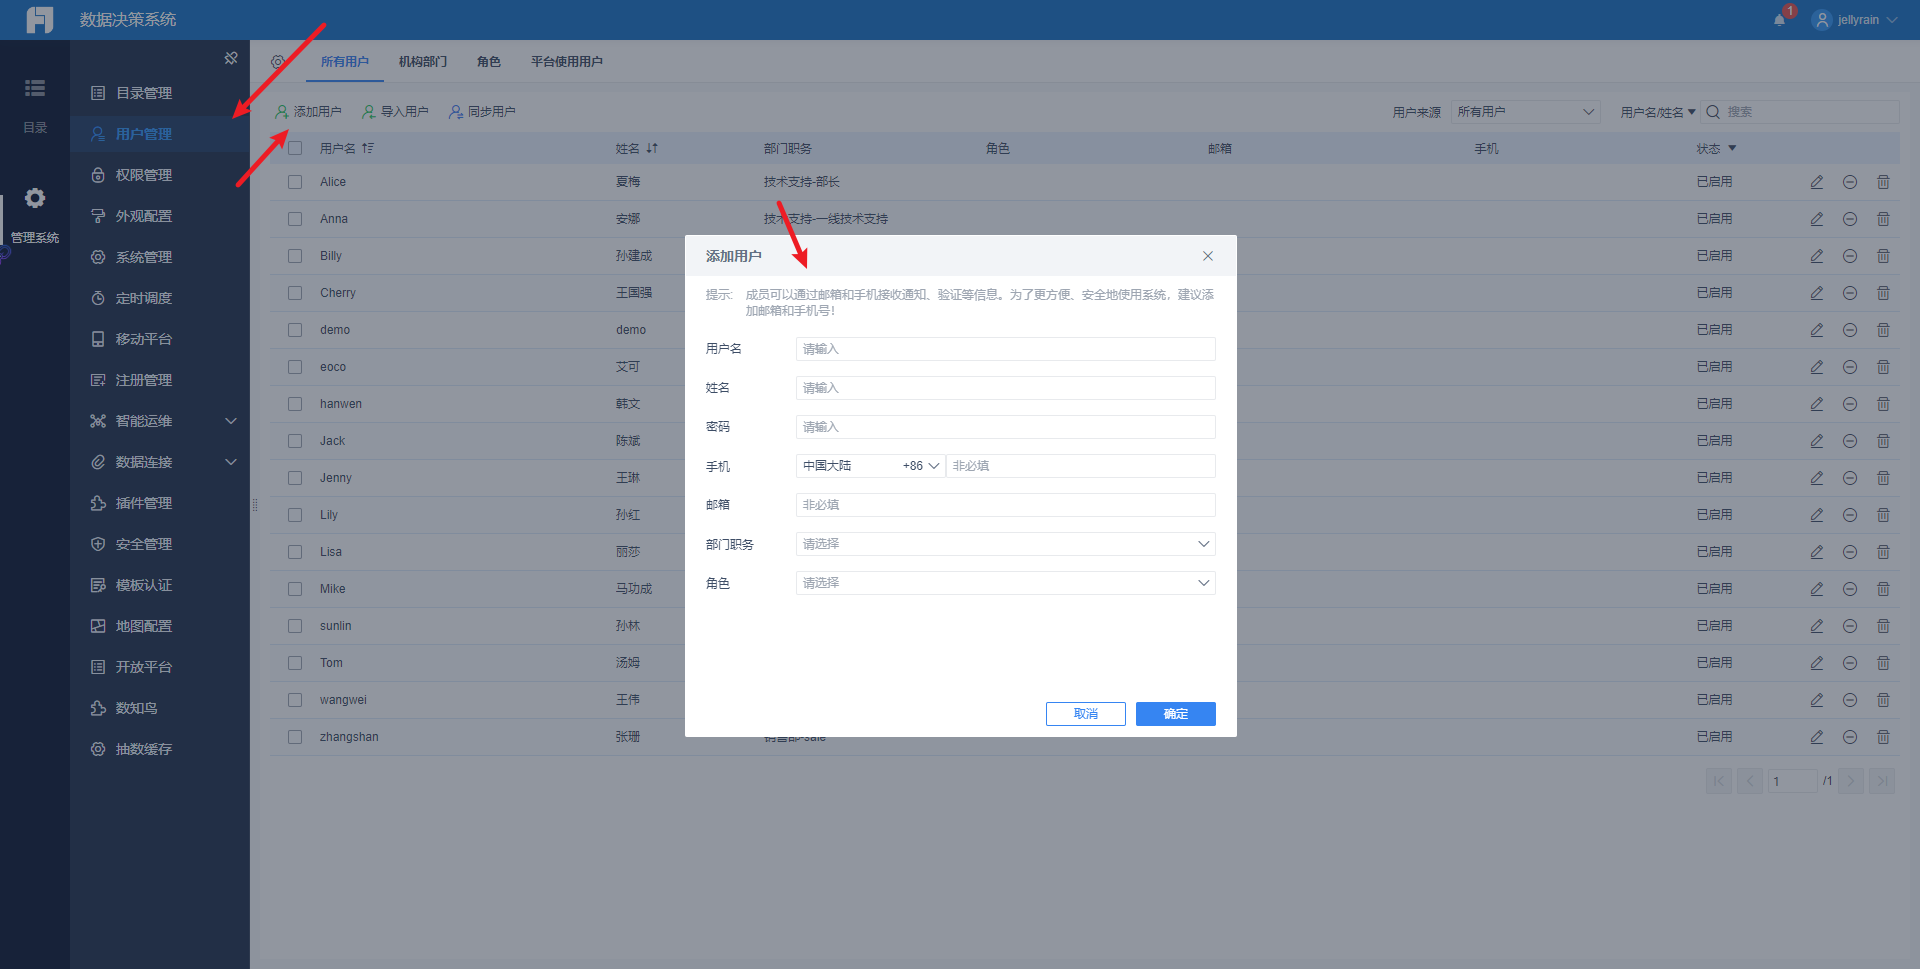 数据决策系统
1
jellyrain
目录
管理系统
目录管理
用户管理
权限管理
外观配置
系统管理
定时调度
移动平台
注册管理
智能运维
数据连接
插件管理
安全管理
模板认证
地图配置
开放平台
数知鸟
抽数缓存
所有用户 机构部门 角色 平台使用用户
添加用户 导入用户 同步用户 用户来源 所有用户 用户名/姓名 搜索
用户名 姓名 部门职务 角色 邮箱 手机 状态
Alice 夏梅 技术支持-部长 已启用
Anna 安娜 技术支持-一线技术支持 已启用
Billy 孙建成 已启用
Cherry 王国强 已启用
demo demo 已启用
eoco 艾可 已启用
hanwen 韩文 已启用
Jack 陈斌 已启用
Jenny 王琳 已启用
Lily 孙红 已启用
Lisa 丽莎 已启用
Mike 马功成 已启用
sunlin 孙林 已启用
Tom 汤姆 已启用
wangwei 王伟 已启用
zhangshan 张珊 销售部-sale 已启用
1 /1
添加用户
提示: 成员可以通过邮箱和手机接收通知、验证等信息。为了更方便、安全地使用系统，建议添
加邮箱和手机号！
用户名 请输入
姓名 请输入
密码 请输入
手机 中国大陆 +86 非必填
邮箱 非必填
部门职务 请选择
角色 请选择
取消 确定